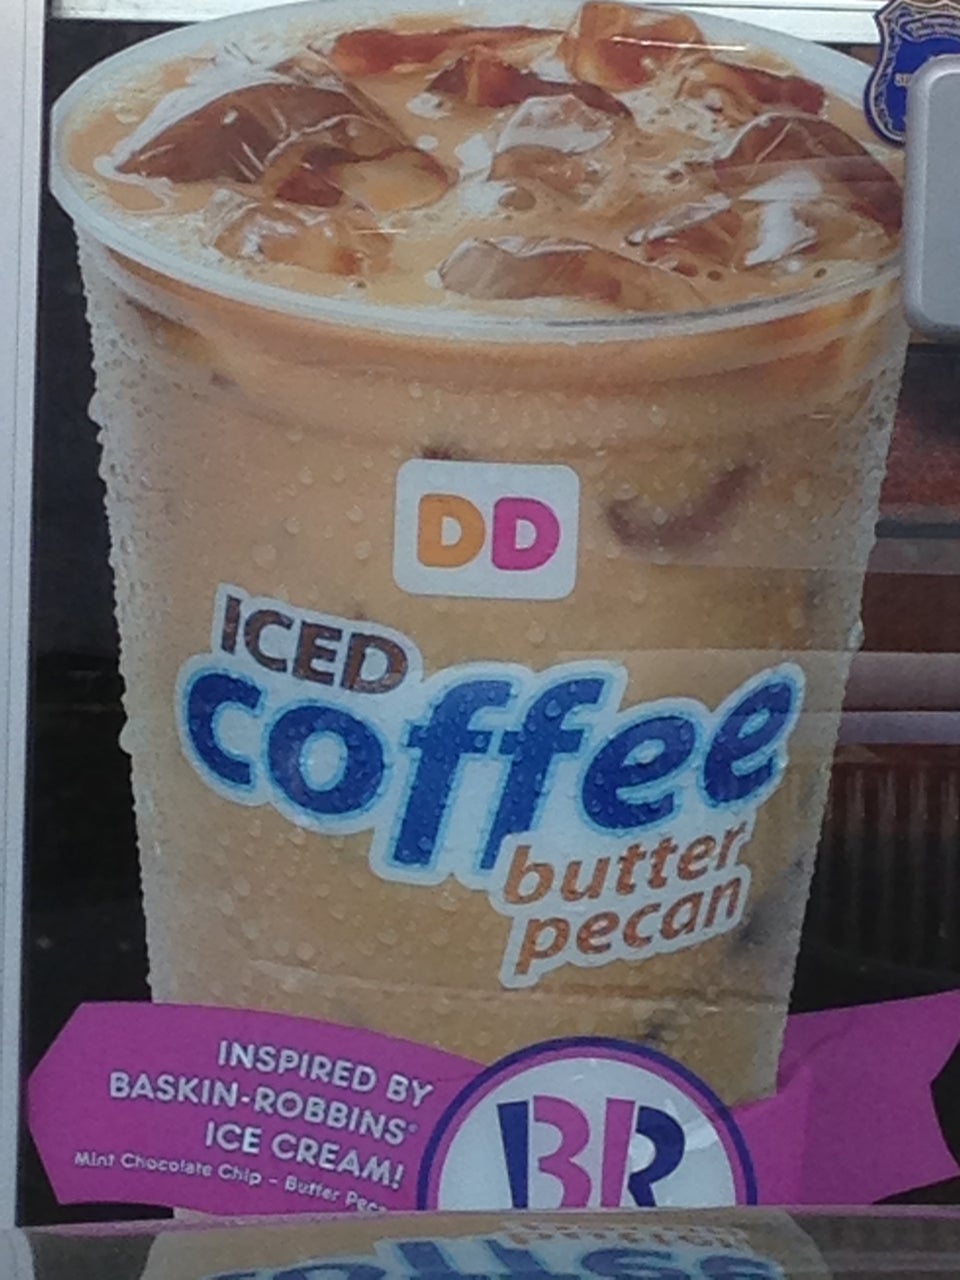 DD
ICED
coffee
butter
pecan
INSPIRED BY
BASKIN-ROBBINS®
ICE CREAM!
Mint Chocolate Chip - Butter
BR